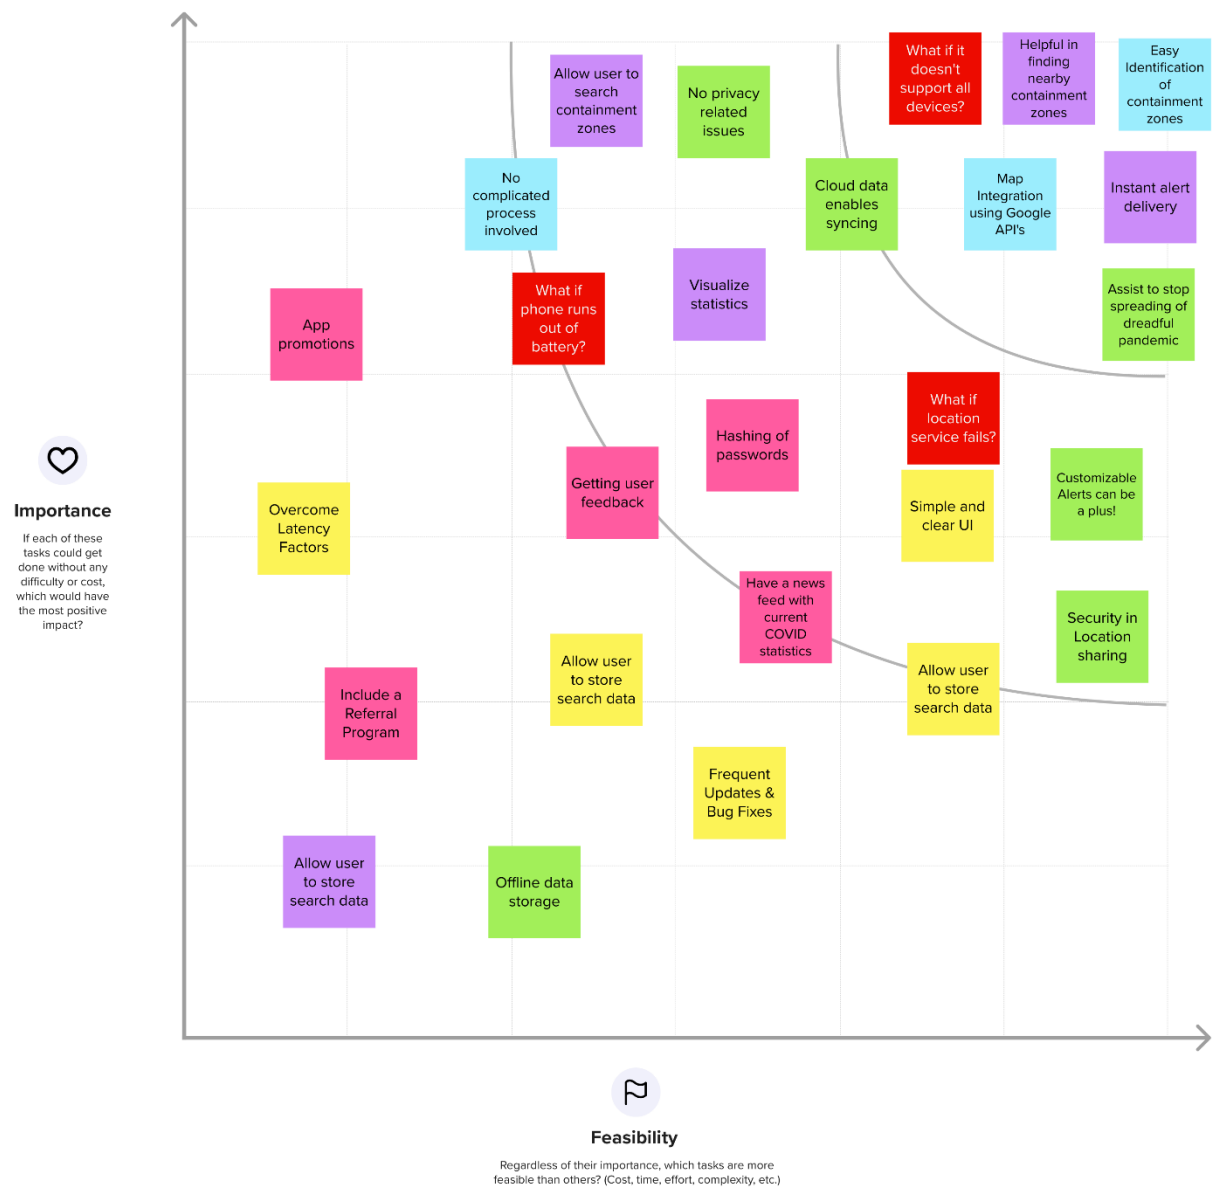 Allow user to
search
containment
zones
No privacy
related
issues
What if it
doesn't
support all
devices?
Helpful in
finding
nearby
containment
zones
Easy
Identification
of
containment
zones
No
complicated
process
involved
Cloud data
enables
syncing
Map
Integration
using Google
API's
Instant alert
delivery
App
promotions
What if
phone runs
out of
battery?
Visualize
statistics
Assist to stop
spreading of
dreadful
pandemic
What if
location
service fails?
Hashing of
passwords
Getting user
feedback
Customizable
Alerts can be
a plus!
Simple and
clear UI
Overcome
Latency
Factors
Importance
If each of these
tasks could get
done without any
difficulty or cost,
which would have
the most positive
impact?
Have a news
feed with
current
COVID
statistics
Security in
Location
sharing
Allow user
to store
search data
Allow user
to store
search data
Include a
Referral
Program
Frequent
Updates &
Bug Fixes
Allow user
to store
search data
Offline data
storage
Feasibility
Regardless of their importance, which tasks are more
feasible than others? (Cost, time, effort, complexity, etc.)